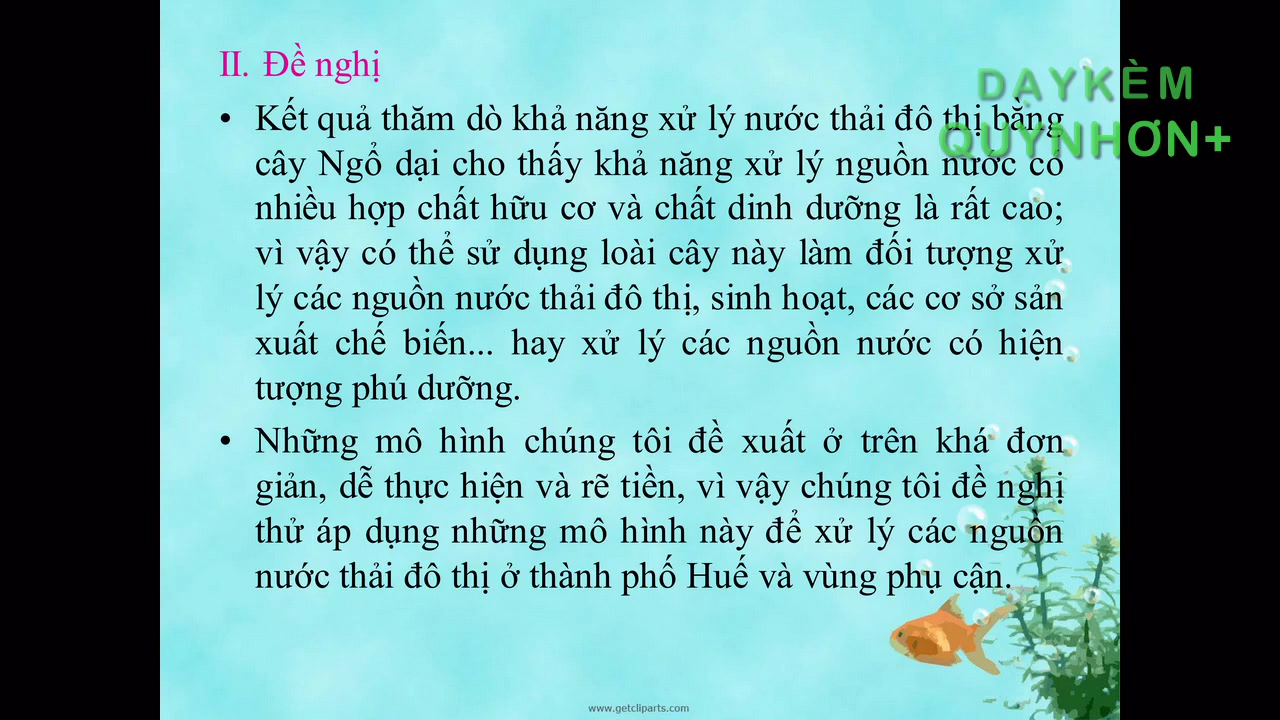 II. Đề nghị
• Kết quả thăm dò khả năng xử lý nước thải đô thị bằng
cây Ngổ dại cho thấy khả năng xử lý nguồn nước có
nhiều hợp chất hữu cơ và chất dinh dưỡng là rất cao;
vì vậy có thể sử dụng loài cây này làm đối tượng xử
lý các nguồn nước thải đô thị, sinh hoạt, các cơ sở sản
xuất chế biến... hay xử lý các nguồn nước có hiện
tượng phú dưỡng.
• Những mô hình chúng tôi đề xuất ở trên khá đơn
giản, dễ thực hiện và rẽ tiền, vì vậy chúng tôi đề nghị
thử áp dụng những mô hình này để xử lý các nguồn
nước thải đô thị ở thành phố Huế và vùng phụ cận.
DẠYKÈM
QUYNHƠN+
www.getcliparts.com